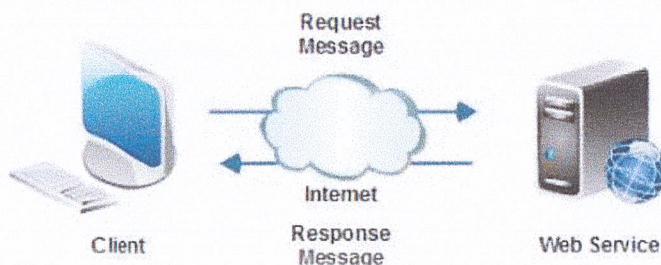 Request
Message
Internet
Client
Response
Message
Web Service